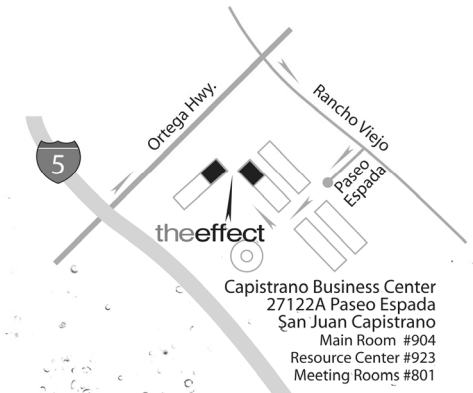 Ortega Hwy.
Rancho Viejo
5
Paseo
Espada
theeffect
Capistrano Business Center
27122A Paseo Espada
San Juan Capistrano
Main Room #904
Resource Center #923
Meeting Rooms #801